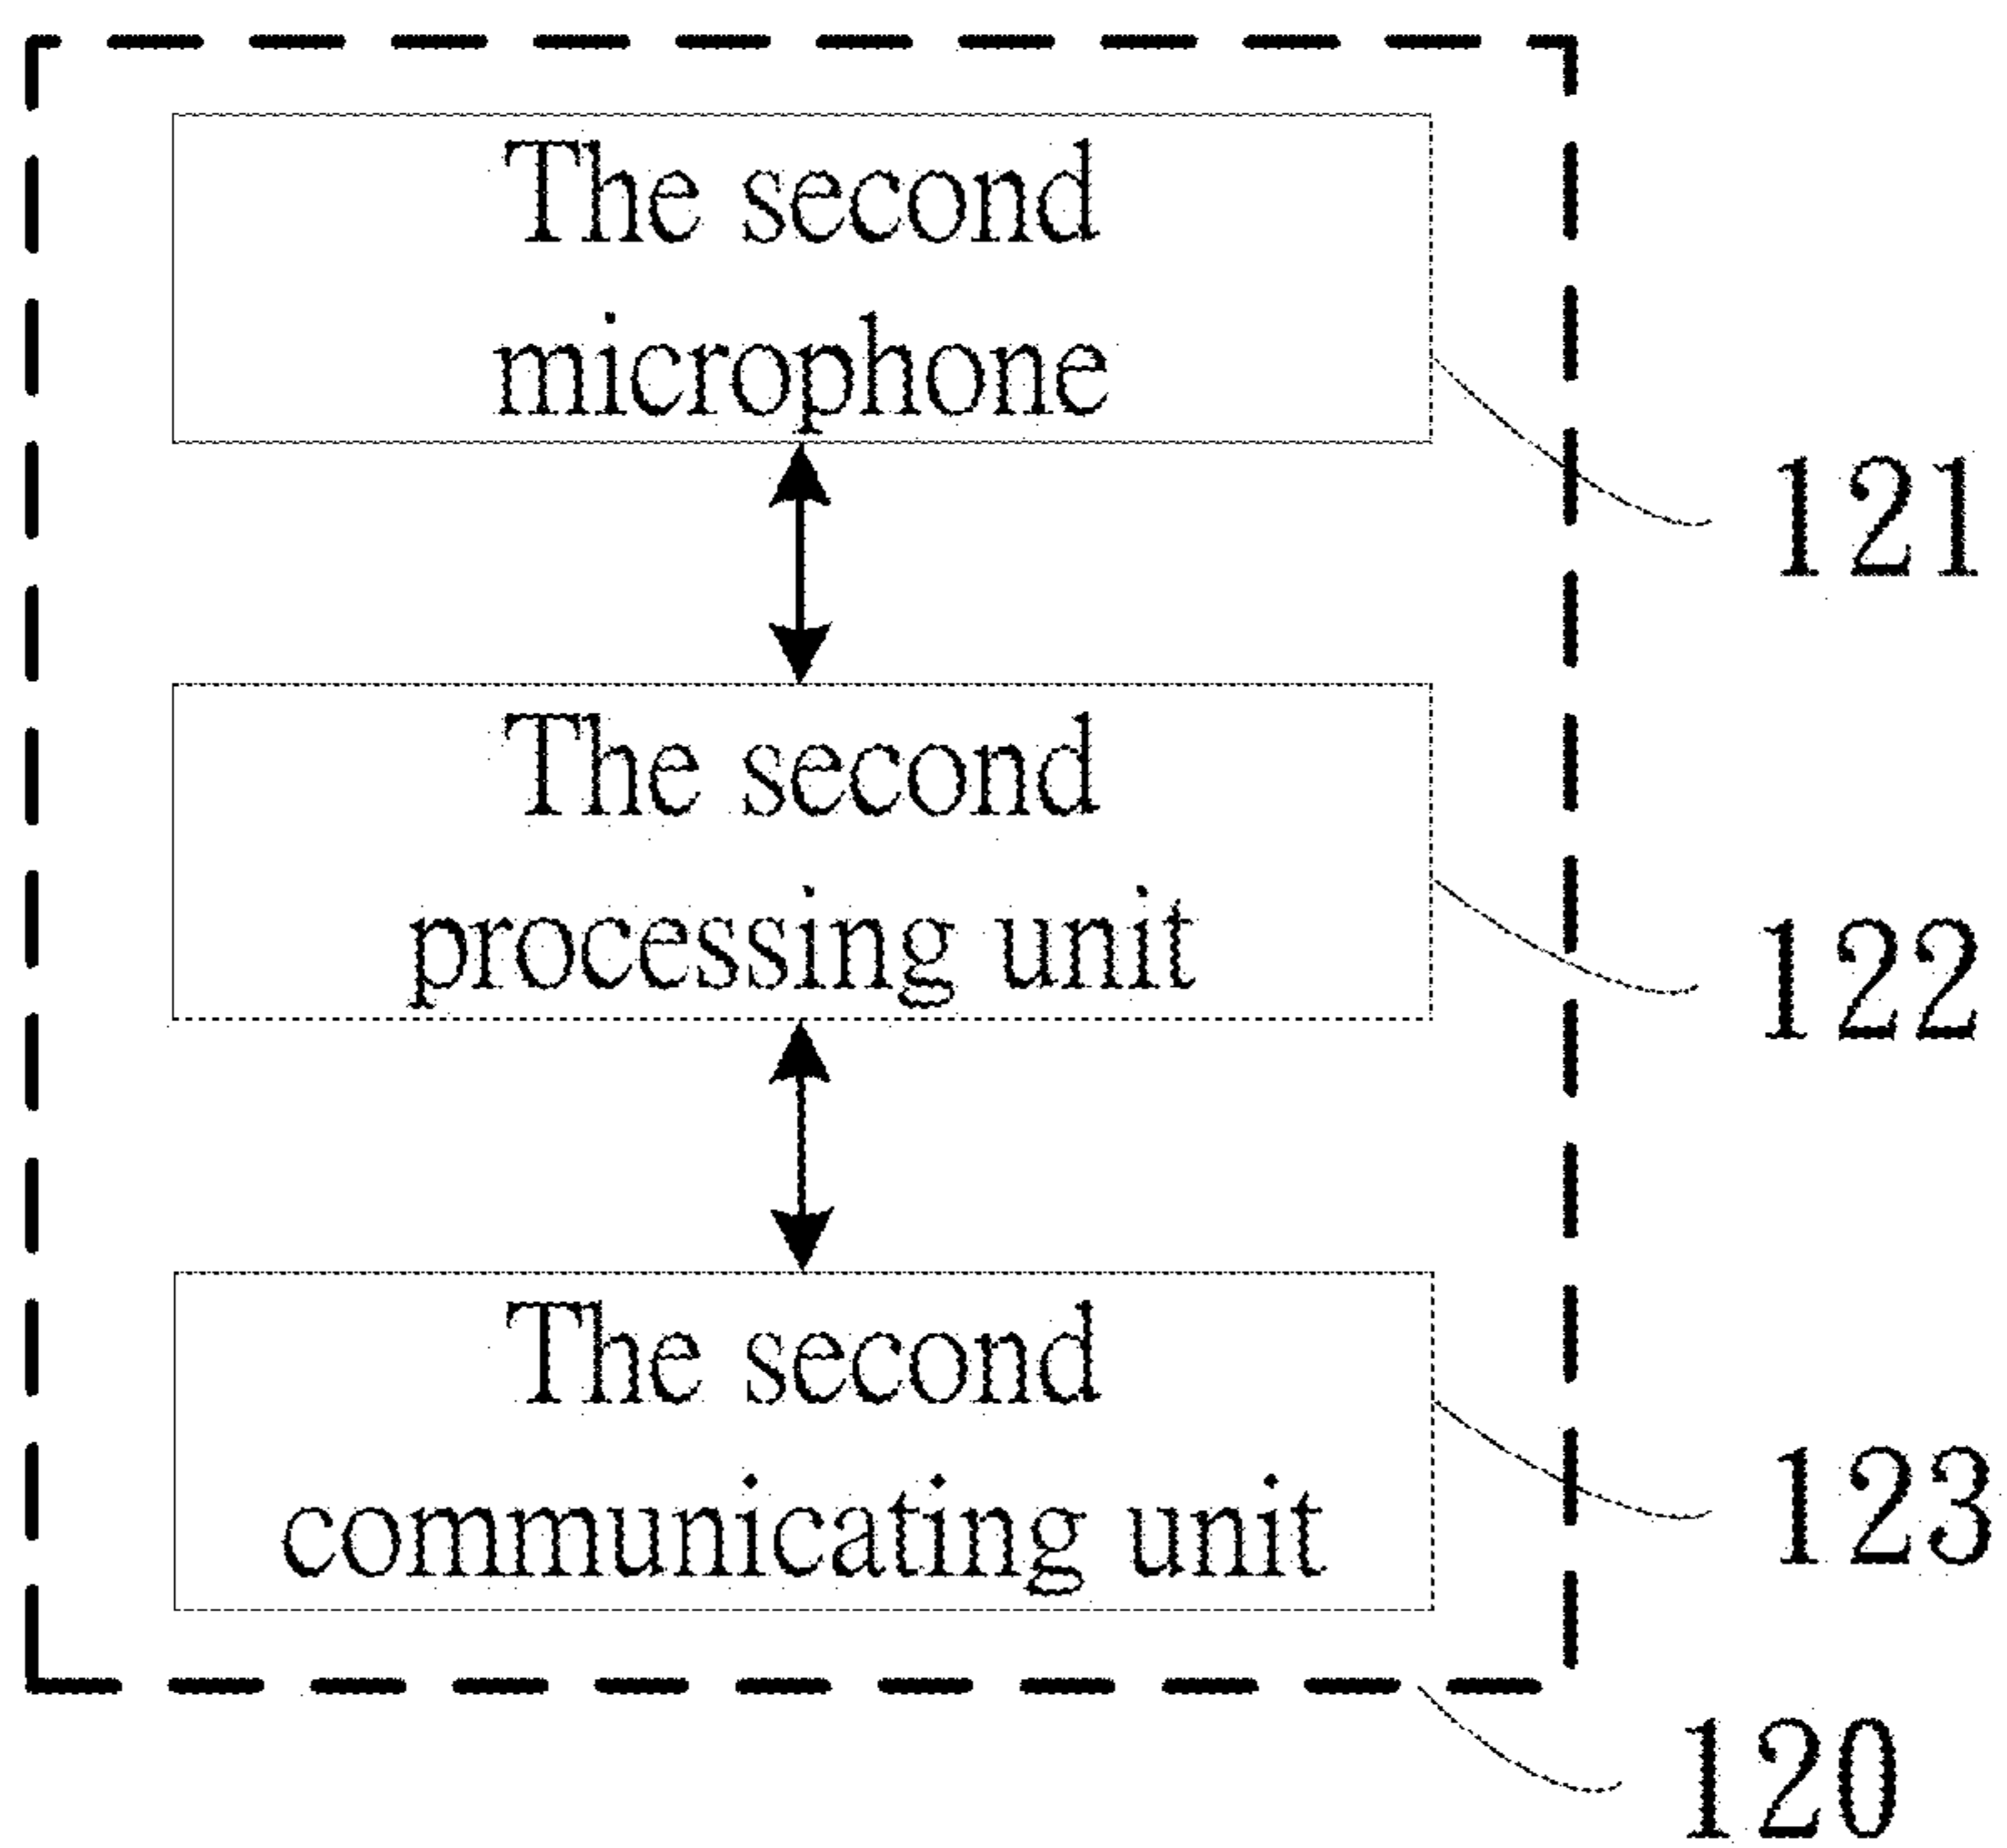 The second
microphone
121
The second
processing unit
122
The second
communicating unit
123
120